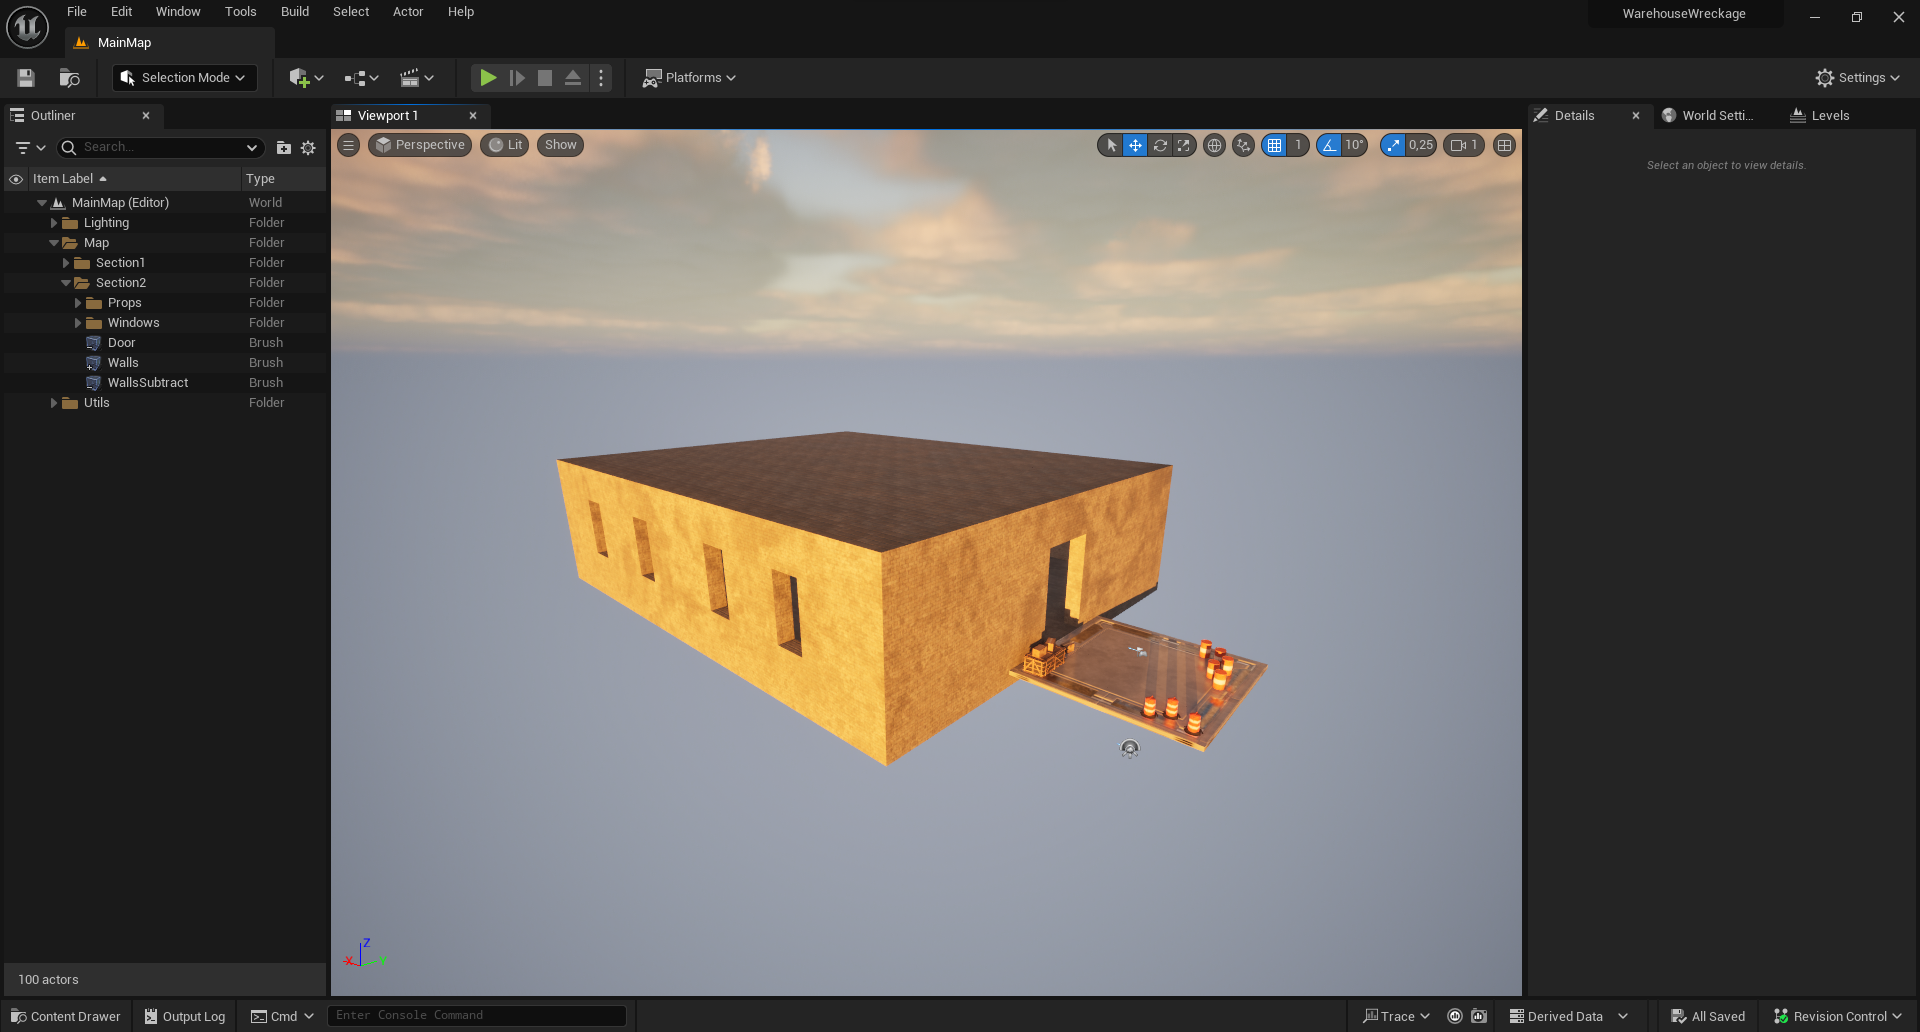 File Edit Window Tools Build Select Actor Help
WarehouseWreckage
MainMap
Selection Mode
Platforms
Settings
Outliner
Viewport 1
Details
World Setti...
Levels
Search...
Perspective
Lit
Show
1
10°
0,25
1
Select an object to view details.
Item Label
Type
MainMap (Editor) World
Lighting Folder
Map Folder
Section1 Folder
Section2 Folder
Props Folder
Windows Folder
Door Brush
Walls Brush
WallsSubtract Brush
Utils Folder
Z
X
Y
100 actors
Content Drawer
Output Log
Cmd
Enter Console Command
Trace
Derived Data
All Saved
Revision Control